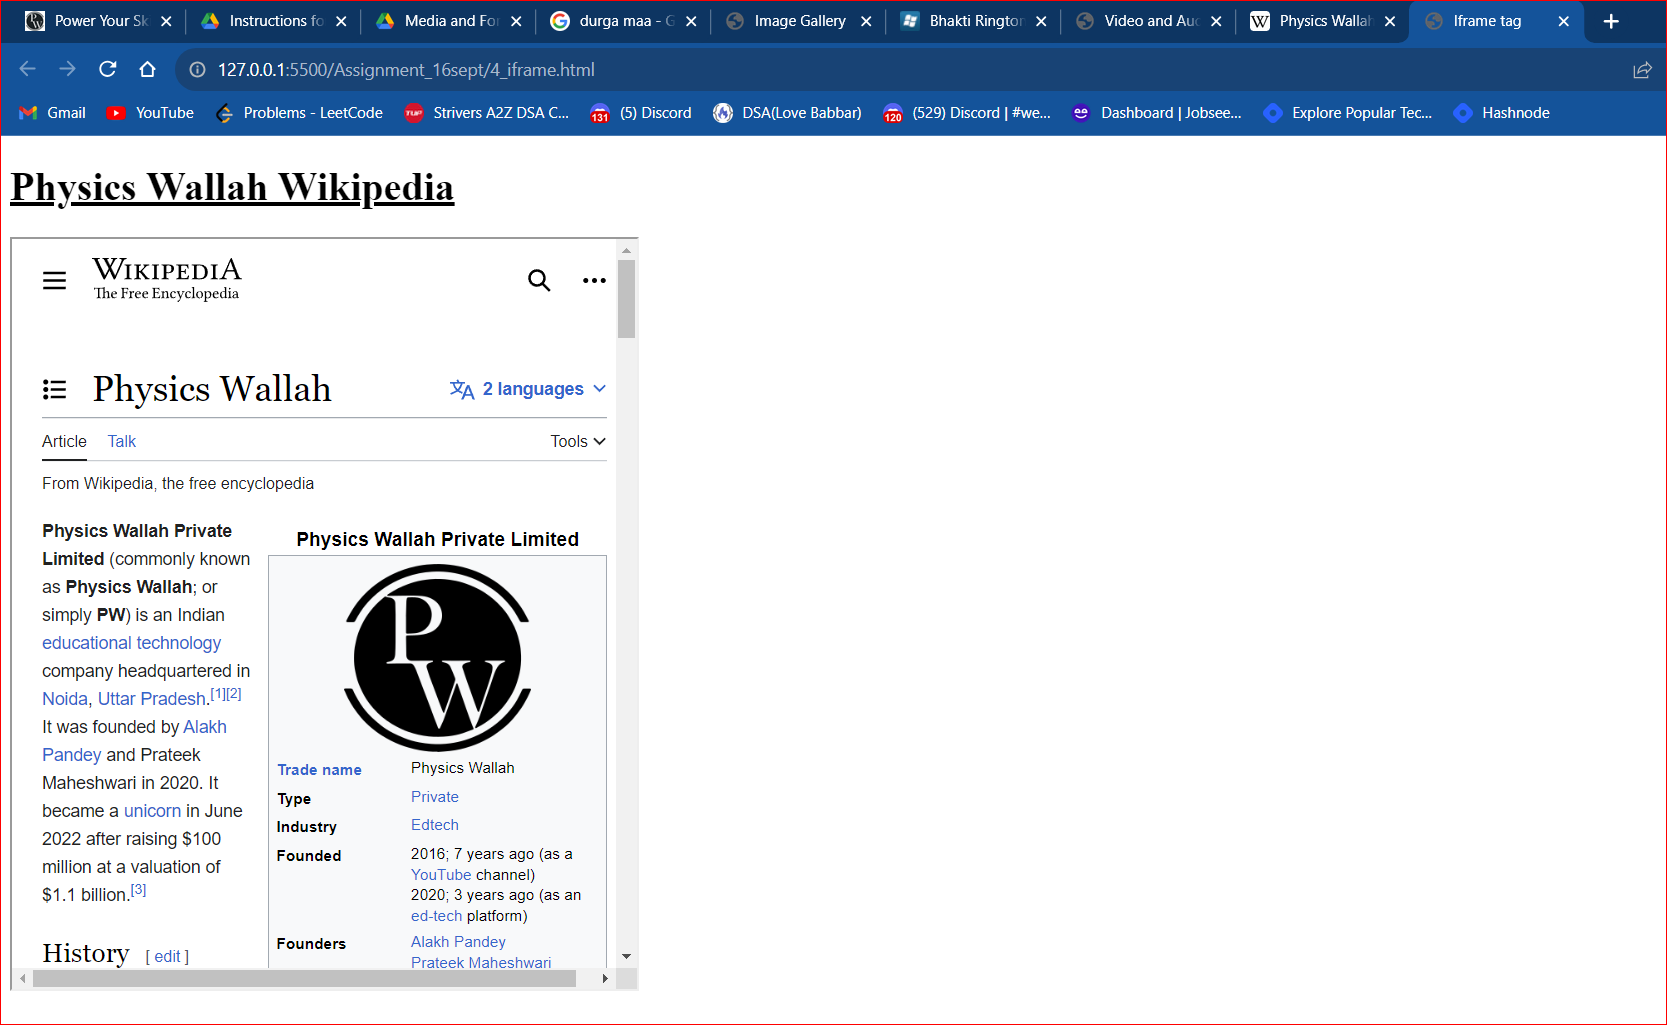 Power Your Sk
Instructions fo
Media and For
durga maa - G
Image Gallery
Bhakti Rington
Video and Aud
Physics Wallah
Iframe tag
127.0.0.1:5500/Assignment_16sept/4_iframe.html
Gmail
YouTube
Problems - LeetCode
TUF
Strivers A2Z DSA C...
131
(5) Discord
DSA(Love Babbar)
120
(529) Discord | #we...
Dashboard | Jobsee...
Explore Popular Tec...
Hashnode
Physics Wallah Wikipedia
WIKIPEDIA
The Free Encyclopedia
Physics Wallah
2 languages
Article Talk
Tools
From Wikipedia, the free encyclopedia
Physics Wallah Private
Limited (commonly known
as Physics Wallah; or
simply PW) is an Indian
educational technology
company headquartered in
Noida, Uttar Pradesh.[1][2]
It was founded by Alakh
Pandey and Prateek
Maheshwari in 2020. It
became a unicorn in June
2022 after raising $100
million at a valuation of
$1.1 billion.[3]
History [ edit ]
Physics Wallah Private Limited
PW
Trade name Physics Wallah
Type Private
Industry Edtech
Founded 2016; 7 years ago (as a
YouTube channel)
2020; 3 years ago (as an
ed-tech platform)
Founders Alakh Pandey
Prateek Maheshwari